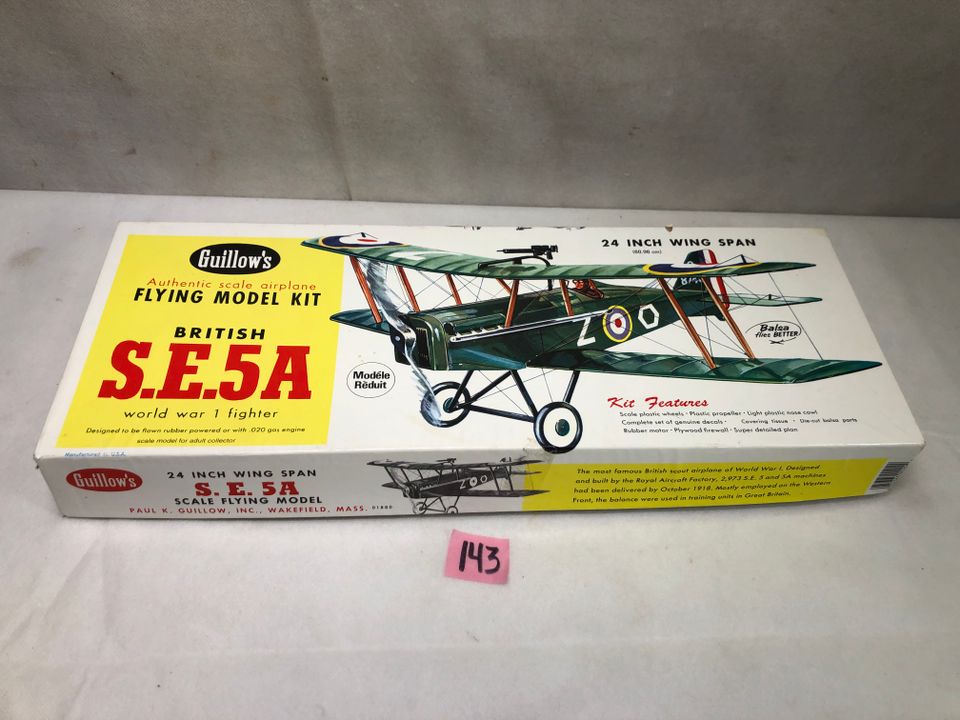 Guillow's
Authentic scale airplane
FLYING MODEL KIT
BRITISH
S.E.5A
world war 1 fighter
Designed to be flown rubber powered or with .020 gas engine
scale model for adult collector
Manufactured in U.S.A.
Modéle
Rèduit
24 INCH WING SPAN
(60.96 cm)
Z
Balsa
flies BETTER
Kit Features
Scale plastic wheels · Plastic propeller · Light plastic nose cowl
Complete set of genuine decals · Covering tissue · Die-cut balsa parts
Rubber motor · Plywood firewall · Super detailed plan
Guillow's
24 INCH WING SPAN
S. E. 5A
SCALE FLYING MODEL
PAUL K. GUILLOW, INC., WAKEFIELD, MASS. 01880
Z
The most famous British scout airplane of World War I, Designed
and built by the Royal Aircraft Factory, 2,973 S.E. 5 and 5A machines
had been delivered by October 1918. Mostly employed on the Western
Front, the balance were used in training units in Great Britain.
143